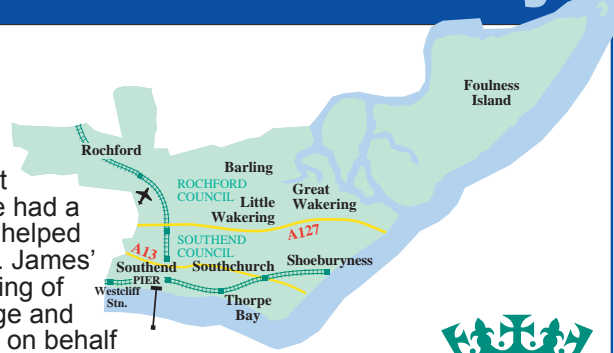 t
e had a
helped
. James’
ing of
ge and
on behalf
Foulness
Island
Rochford
Barling
ROCHFORD
COUNCIL
Little
Wakering
Great
Wakering
A127
SOUTHEND
COUNCIL
A13
Southend
PIER
Southchurch
Shoeburyness
Westcliff
Stn.
Thorpe
Bay